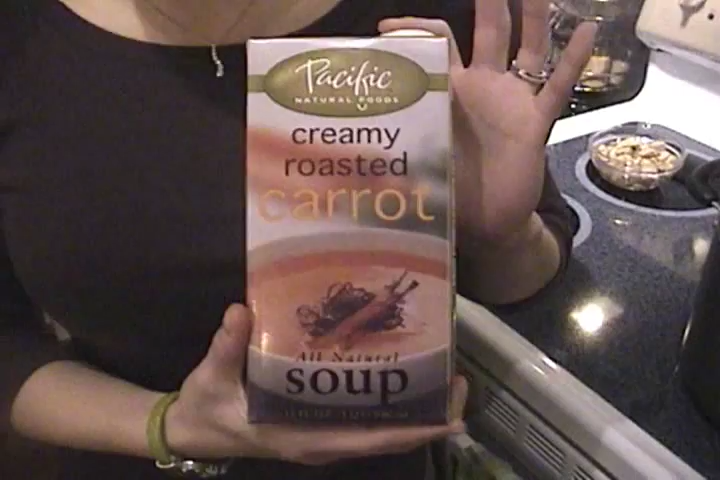 Pacific
NATURAL FOODS
creamy
roasted
carrot
All Natural
soup